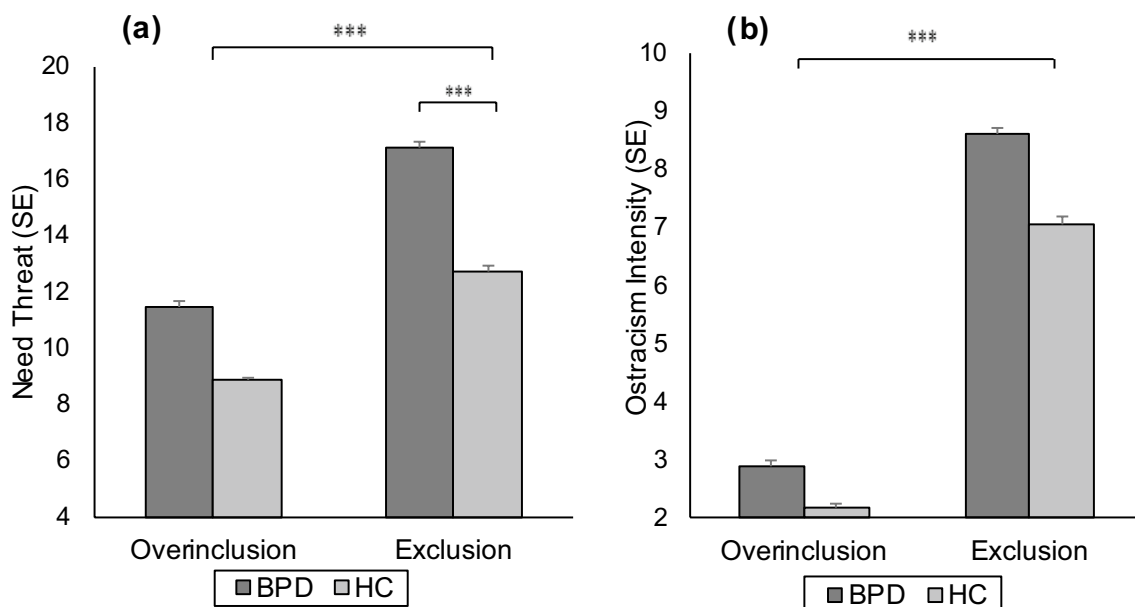 (a)
***
***
Need Threat (SE)
20
18
16
14
12
10
8
6
4
Overinclusion Exclusion
BPD HC
(b)
***
Ostracism Intensity (SE)
10
9
8
7
6
5
4
3
2
Overinclusion Exclusion
BPD HC